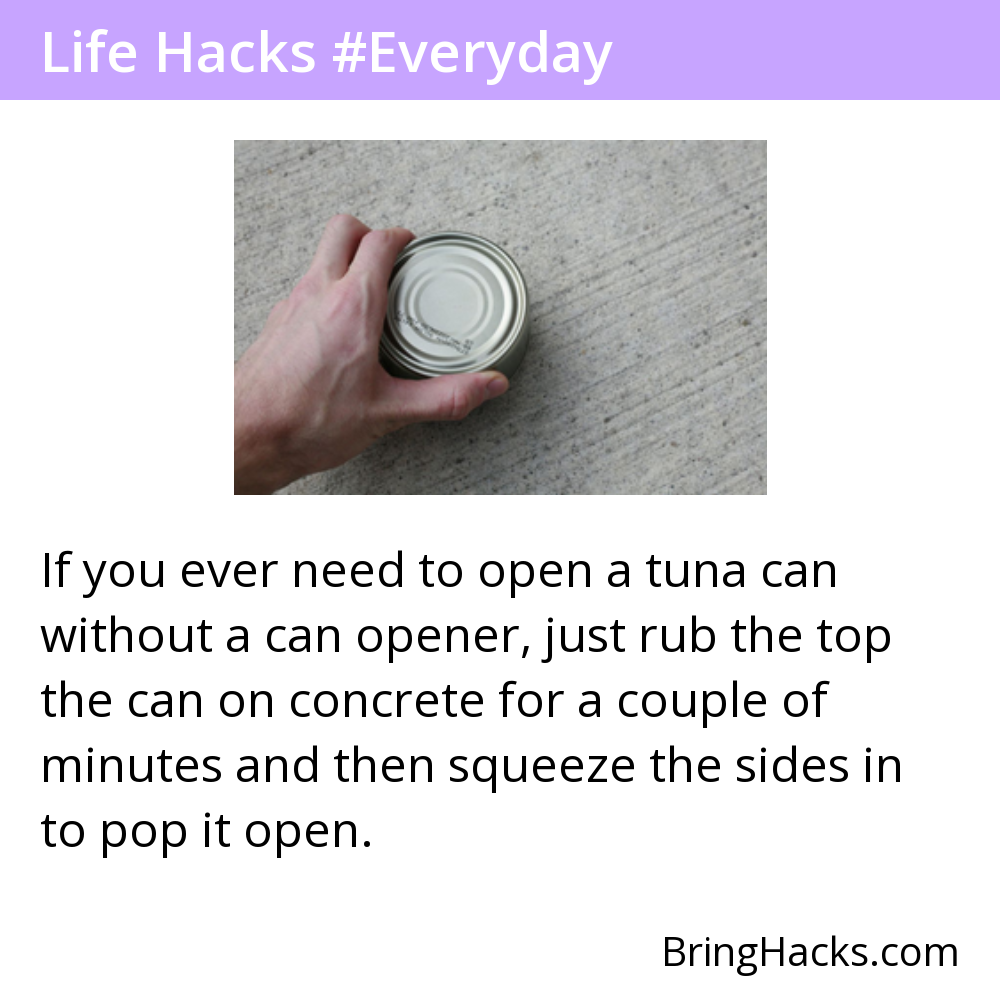 Life Hacks #Everyday
If you ever need to open a tuna can
without a can opener, just rub the top
the can on concrete for a couple of
minutes and then squeeze the sides in
to pop it open.
BringHacks.com